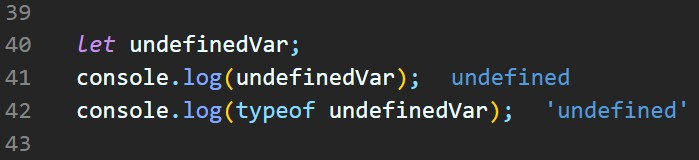 39
40 let undefinedVar;
41 console.log(undefinedVar); undefined
42 console.log(typeof undefinedVar); 'undefined'
43